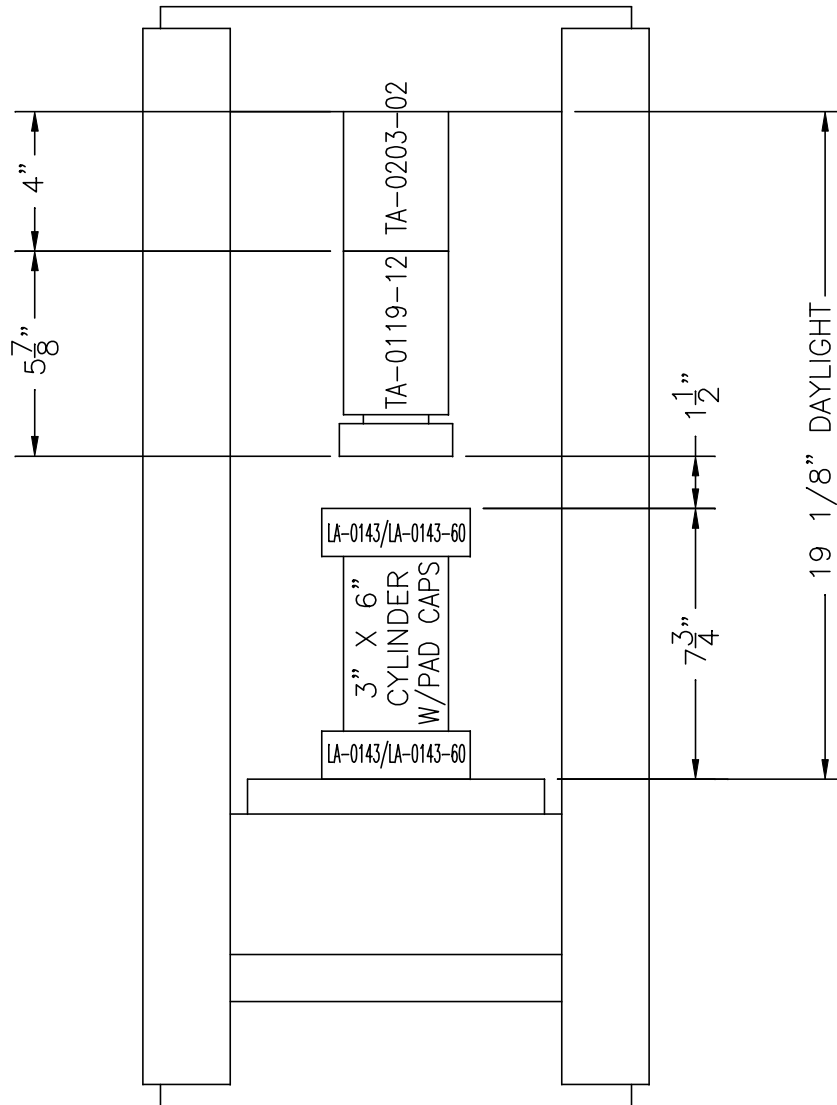 TA-0203-02
4”
TA-0119-12
5 7/8”
1 1/2”
19 1/8” DAYLIGHT
LA-0143/LA-0143-60
3” X 6”
CYLINDER
W/PAD CAPS
7 3/4”
LA-0143/LA-0143-60